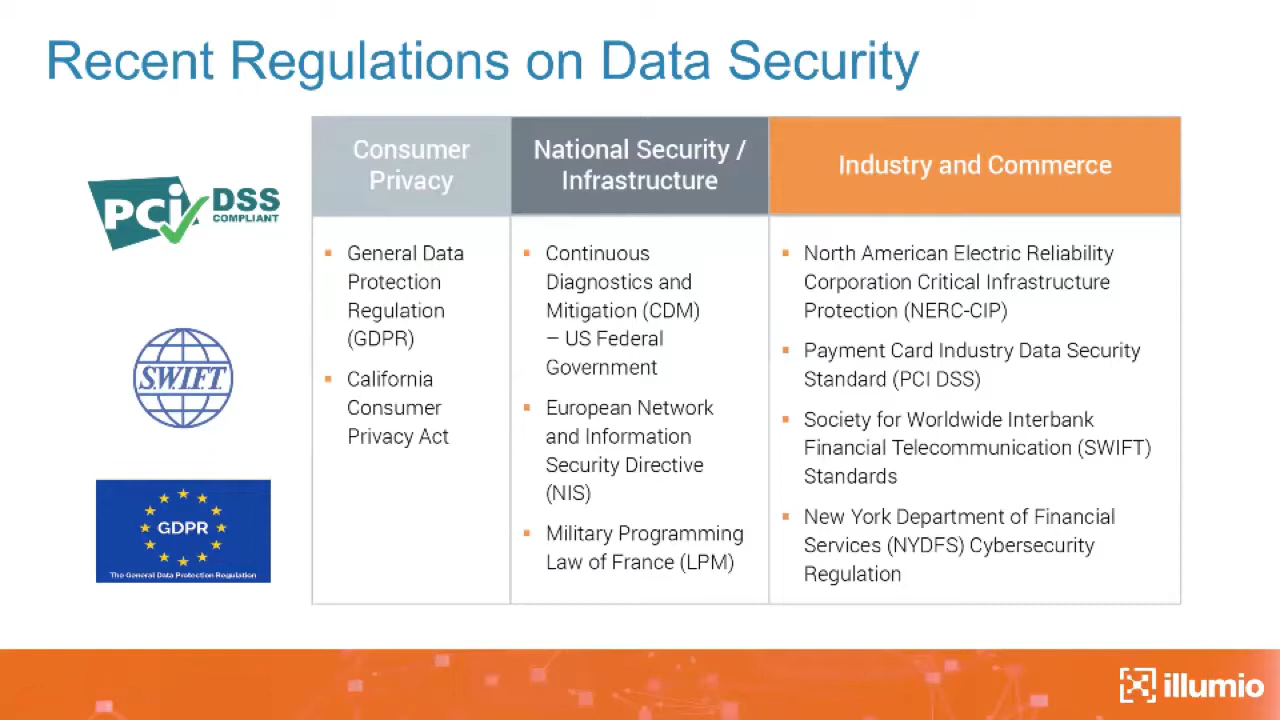 Recent Regulations on Data Security
PCi DSS
COMPLIANT
S.W.I.F.T
GDPR
The General Data Protection Regulation
Consumer
Privacy
▪ General Data
Protection
Regulation
(GDPR)
▪ California
Consumer
Privacy Act
National Security /
Infrastructure
▪ Continuous
Diagnostics and
Mitigation (CDM)
– US Federal
Government
▪ European Network
and Information
Security Directive
(NIS)
▪ Military Programming
Law of France (LPM)
Industry and Commerce
▪ North American Electric Reliability
Corporation Critical Infrastructure
Protection (NERC-CIP)
▪ Payment Card Industry Data Security
Standard (PCI DSS)
▪ Society for Worldwide Interbank
Financial Telecommunication (SWIFT)
Standards
▪ New York Department of Financial
Services (NYDFS) Cybersecurity
Regulation
illumio